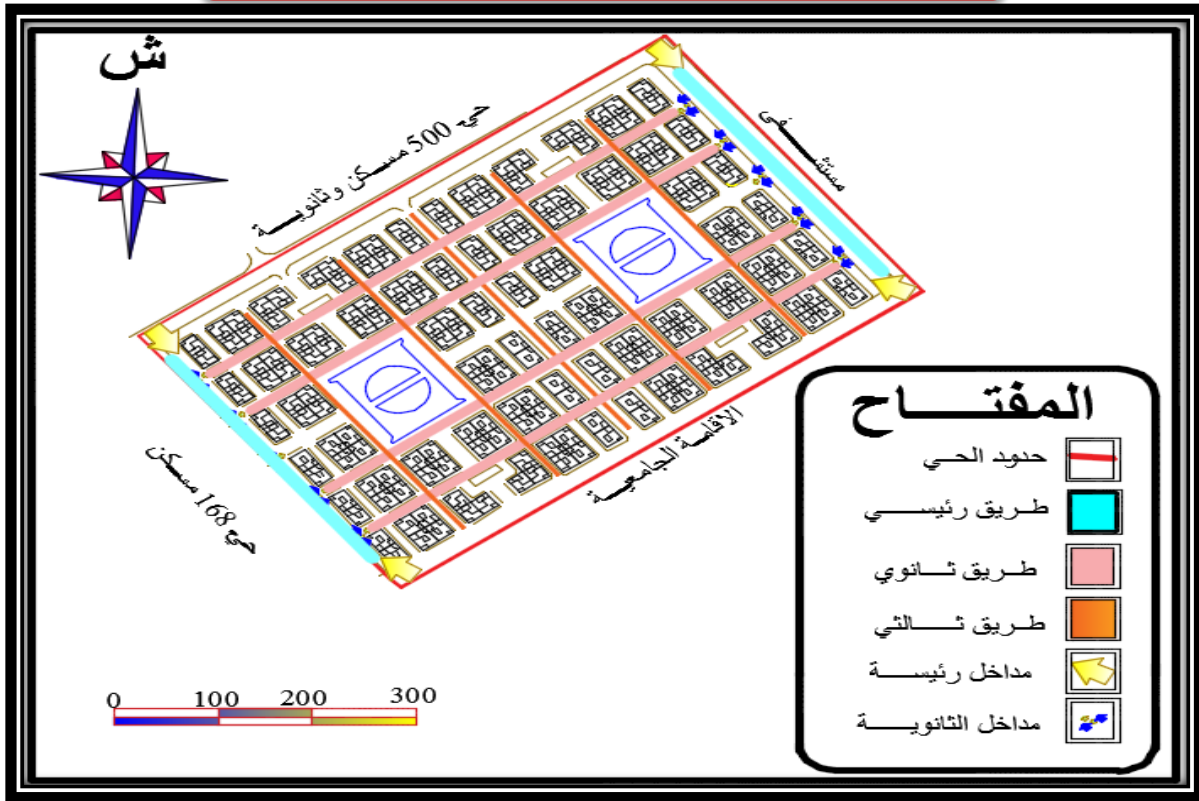 ش
حي 500 مسكن وثانوية
مستشفى
حي 168 مسكن
الاقامة الجامعية
المفتاح
حدود الحي
طريق رئيسي
طريق ثانوي
طريق ثالثي
مداخل رئيسة
مداخل الثانوية
0 100 200 300